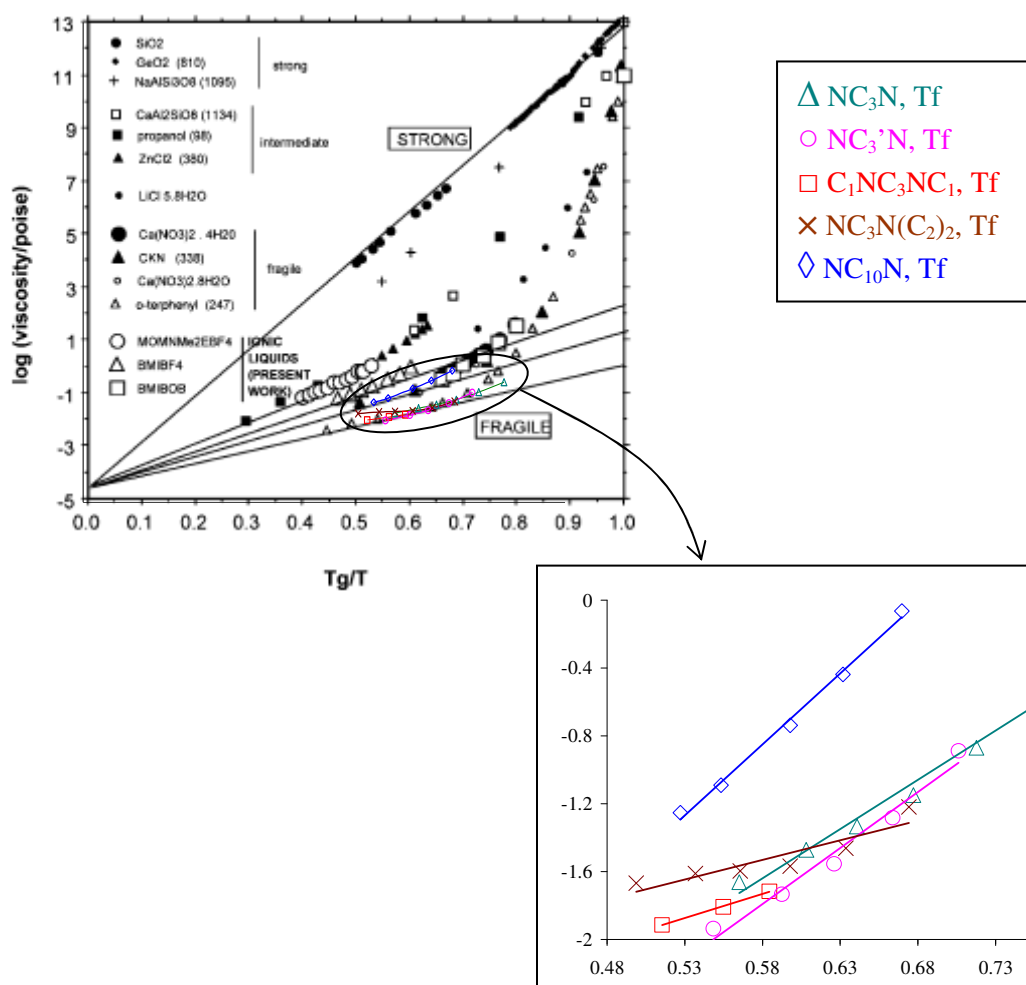 13
11
9
7
5
3
1
-1
-3
-5
log (viscosity/poise)
SiO2
GeO2 (810)
NaAlSi3O8 (1095)
strong
CaAl2SiO8 (1134)
propanol (98)
ZnCl2 (380)
intermediate
LiCl 5.8H2O
Ca(NO3)2 . 4H20
CKN (338)
Ca(NO3)2.8H2O
o-terphenyl (247)
fragile
MOMNMe2EBF4
BMIBF4
BMIBOB
IONIC
LIQUIDS
(PRESENT
WORK)
STRONG
FRAGILE
0.0 0.1 0.2 0.3 0.4 0.5 0.6 0.7 0.8 0.9 1.0
Tg/T
NC3N, Tf
NC3’N, Tf
C1NC3NC1, Tf
NC3N(C2)2, Tf
NC10N, Tf
0
-0.4
-0.8
-1.2
-1.6
-2
0.48 0.53 0.58 0.63 0.68 0.73